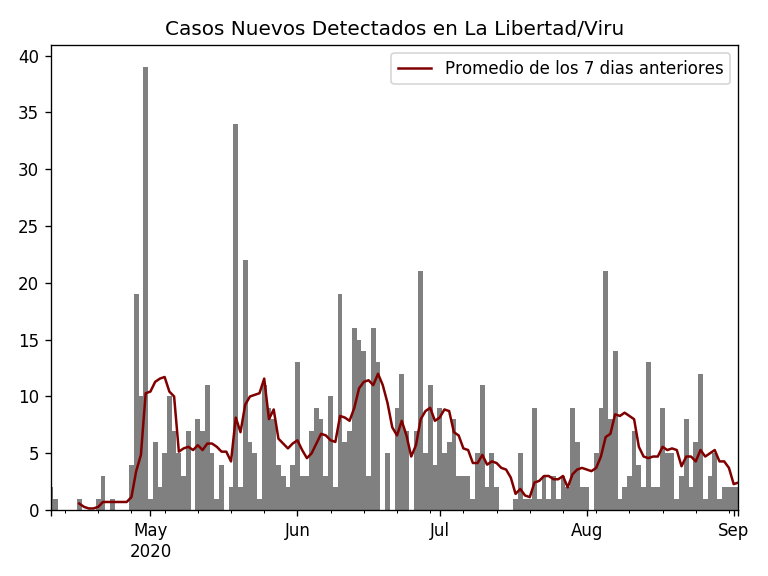 Casos Nuevos Detectados en La Libertad/Viru
Promedio de los 7 dias anteriores
40
35
30
25
20
15
10
5
0
May
2020
Jun
Jul
Aug
Sep